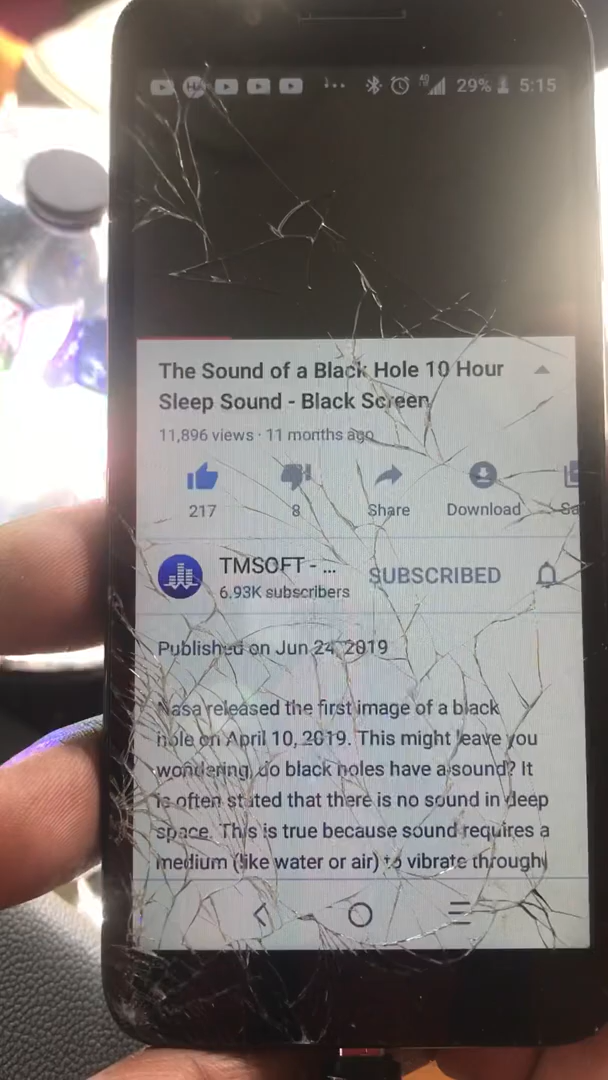 29% 5:15
The Sound of a Black Hole 10 Hour
Sleep Sound - Black Screen
11,896 views · 11 months ago
217 8 Share Download Sa
TMSOFT - ...
6.93K subscribers
SUBSCRIBED
Published on Jun 24, 2019
Nasa released the first image of a black
hole on April 10, 2019. This might leave you
wondering, do black holes have a sound? It
is often stated that there is no sound in deep
space. This is true because sound requires a
medium (like water or air) to vibrate through